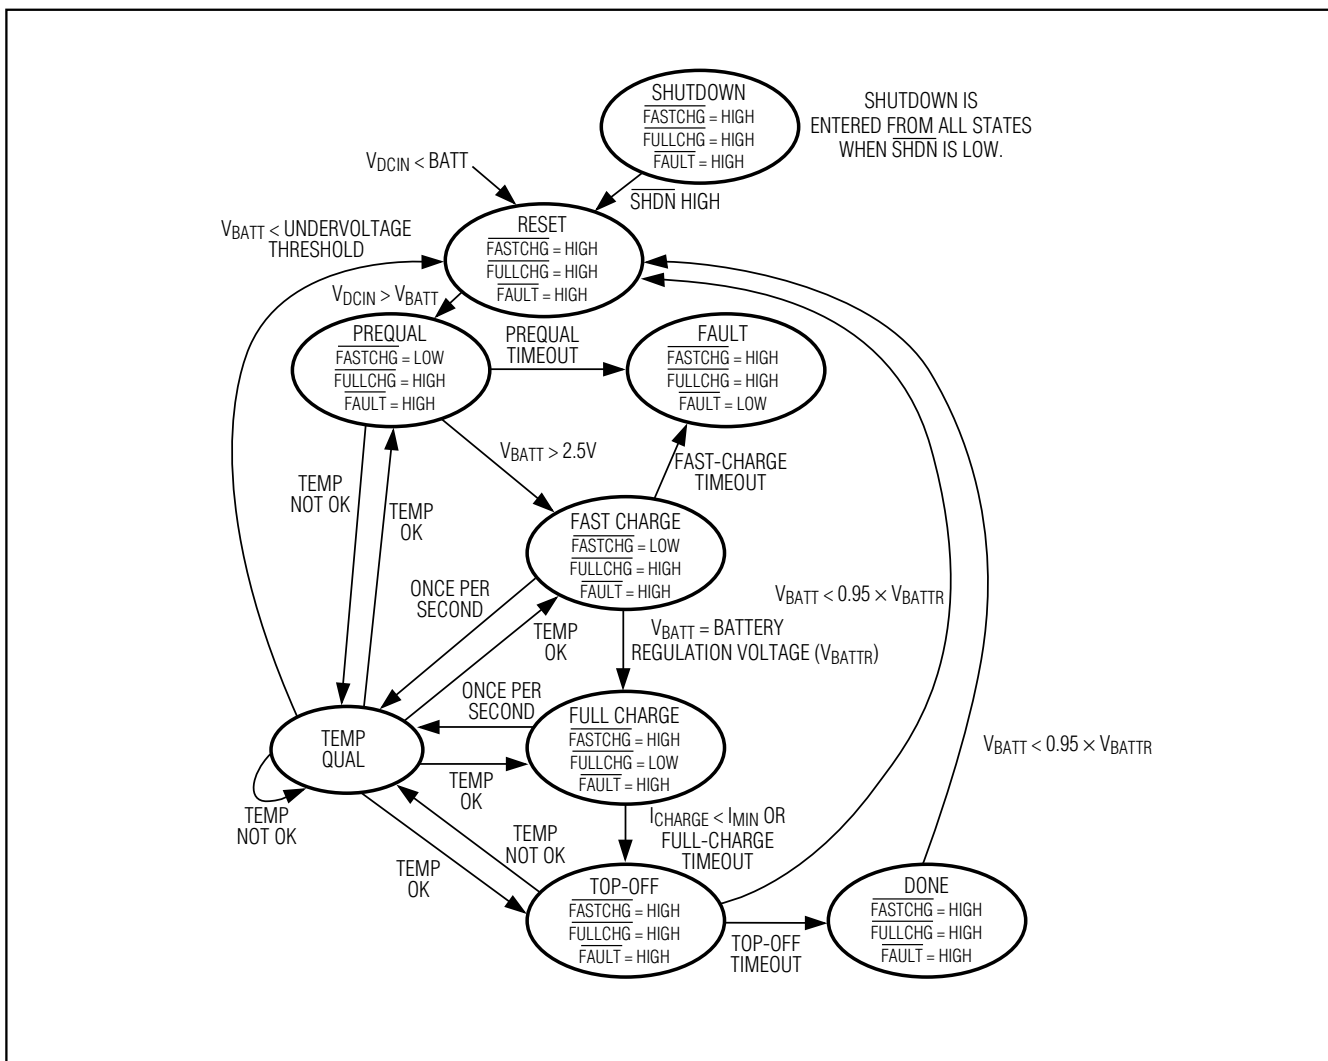 SHUTDOWN
FASTCHG = HIGH
FULLCHG = HIGH
FAULT = HIGH
SHUTDOWN IS
ENTERED FROM ALL STATES
WHEN SHDN IS LOW.
VDCIN < BATT
SHDN HIGH
RESET
FASTCHG = HIGH
FULLCHG = HIGH
FAULT = HIGH
VBATT < UNDERVOLTAGE
THRESHOLD
VDCIN > VBATT
PREQUAL
FASTCHG = LOW
FULLCHG = HIGH
FAULT = HIGH
PREQUAL
TIMEOUT
FAULT
FASTCHG = HIGH
FULLCHG = HIGH
FAULT = LOW
VBATT > 2.5V
FAST-CHARGE
TIMEOUT
TEMP
NOT OK
TEMP
OK
FAST CHARGE
FASTCHG = LOW
FULLCHG = HIGH
FAULT = HIGH
ONCE PER
SECOND
TEMP
OK
VBATT < 0.95 × VBATTR
VBATT = BATTERY
REGULATION VOLTAGE (VBATTR)
ONCE PER
SECOND
FULL CHARGE
FASTCHG = HIGH
FULLCHG = LOW
FAULT = HIGH
TEMP
QUAL
VBATT < 0.95 × VBATTR
TEMP
OK
TEMP
NOT OK
ICHARGE < IMIN OR
FULL-CHARGE
TIMEOUT
TEMP
NOT OK
TEMP
OK
TOP-OFF
FASTCHG = HIGH
FULLCHG = HIGH
FAULT = HIGH
TOP-OFF
TIMEOUT
DONE
FASTCHG = HIGH
FULLCHG = HIGH
FAULT = HIGH